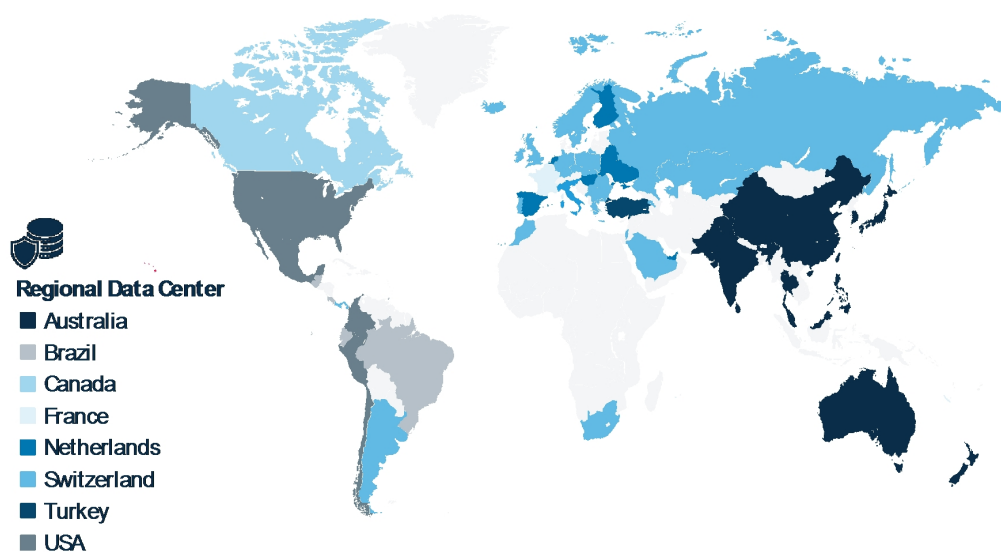 Regional Data Center
Australia
Brazil
Canada
France
Netherlands
Switzerland
Turkey
USA